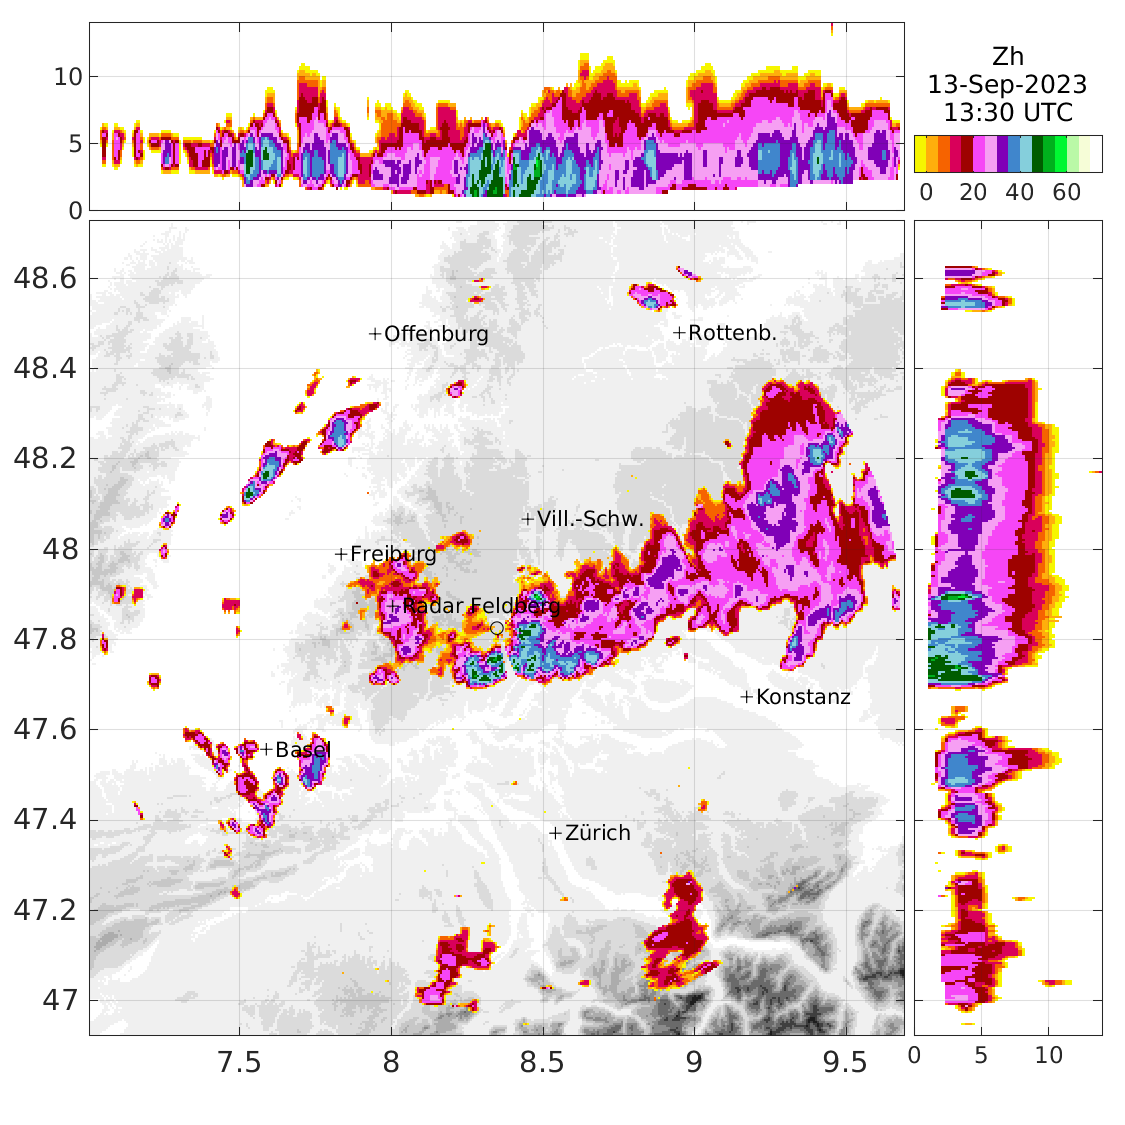 10
5
0
Zh
13-Sep-2023
13:30 UTC
0 20 40 60
48.6
48.4
48.2
48
47.8
47.6
47.4
47.2
47
+Offenburg
+Rottenb.
+Vill.-Schw.
+Freiburg
+Radar Feldberg
+Konstanz
+Basel
+Zürich
7.5 8 8.5 9 9.5
0 5 10